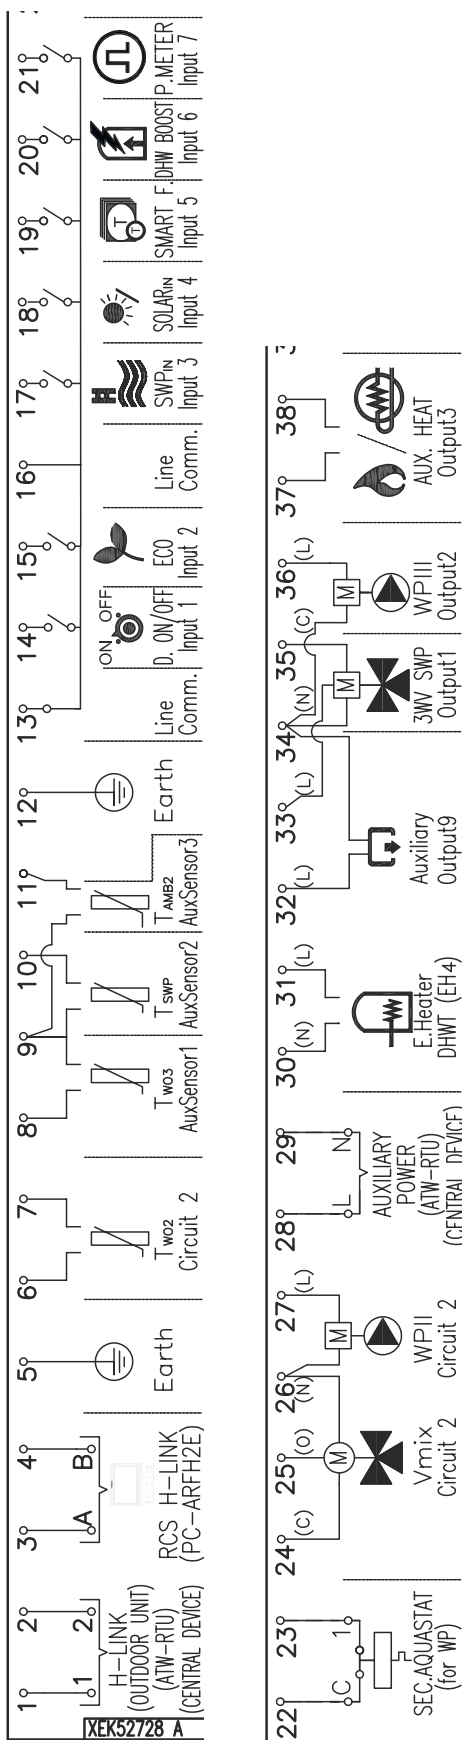 1
2
3
4
5
6
7
8
9
10
11
12
13
14
15
16
17
18
19
20
21
1
2
A
B
ON
OFF
T
T
H-LINK
(OUTDOOR UNIT)
(ATW-RTU)
(CENTRAL DEVICE)
RCS H-LINK
(PC-ARFH2E)
Earth
TWO2
Circuit 2
TWO3
AuxSensor1
TSWP
AuxSensor2
TAMB2
AuxSensor3
Earth
Line
Comm.
D. ON/OFF
Input 1
ECO
Input 2
Line
Comm.
SWPIN
Input 3
SOLARIN
Input 4
SMART F.
Input 5
DHW BOOST
Input 6
P.METER
Input 7
XEK52728 A
22
23
24
25
26
27
28
29
30
31
32
33
34
35
36
37
38
C
1
(C)
(O)
(N)
(L)
L
N
(N)
(L)
(L)
(L)
(N)
(C)
(L)
M
M
M
M
SEC.AQUASTAT
(for WP)
Vmix
Circuit 2
WPII
Circuit 2
AUXILIARY
POWER
(ATW-RTU)
(CENTRAL DEVICE)
E.Heater
DHWT (EH4)
Auxiliary
Output9
3WV SWP
Output1
WPIII
Output2
AUX. HEAT
Output3